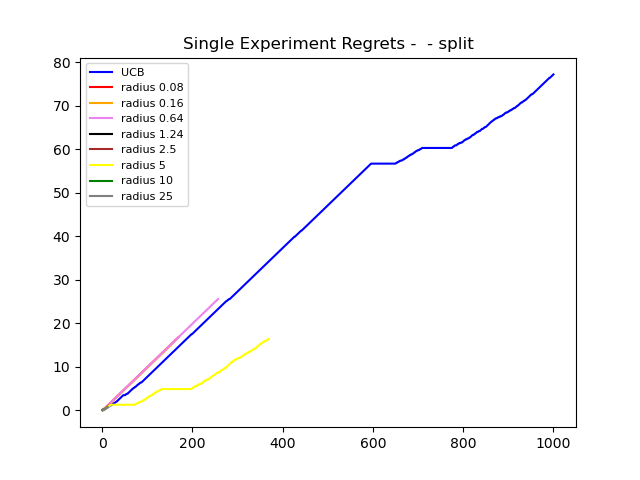 Single Experiment Regrets -  - split
UCB
radius 0.08
radius 0.16
radius 0.64
radius 1.24
radius 2.5
radius 5
radius 10
radius 25
80
70
60
50
40
30
20
10
0
0 200 400 600 800 1000